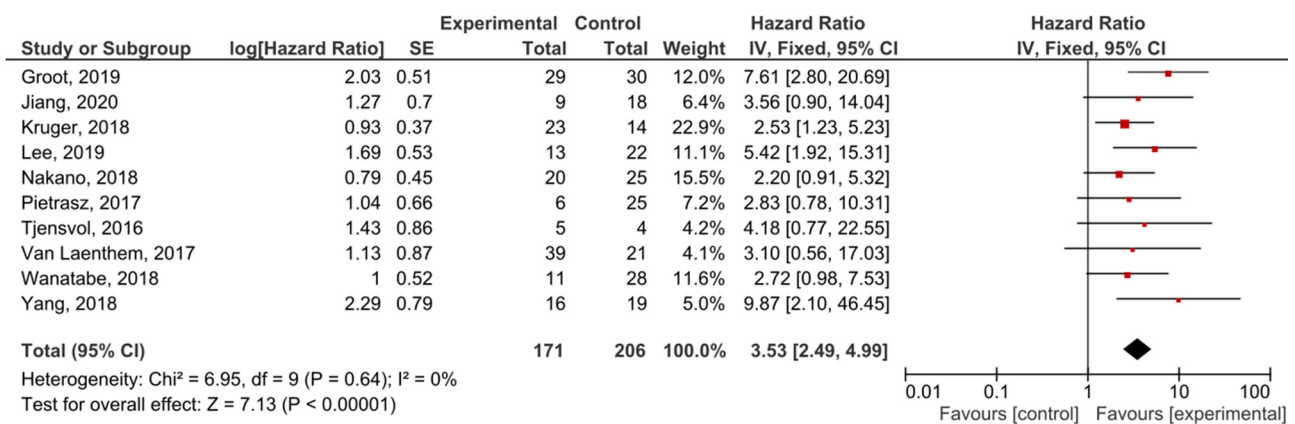 Experimental Control Hazard Ratio Hazard Ratio
Study or Subgroup log[Hazard Ratio] SE Total Total Weight IV, Fixed, 95% CI IV, Fixed, 95% CI
Groot, 2019 2.03 0.51 29 30 12.0% 7.61 [2.80, 20.69]
Jiang, 2020 1.27 0.7 9 18 6.4% 3.56 [0.90, 14.04]
Kruger, 2018 0.93 0.37 23 14 22.9% 2.53 [1.23, 5.23]
Lee, 2019 1.69 0.53 13 22 11.1% 5.42 [1.92, 15.31]
Nakano, 2018 0.79 0.45 20 25 15.5% 2.20 [0.91, 5.32]
Pietrasz, 2017 1.04 0.66 6 25 7.2% 2.83 [0.78, 10.31]
Tjensvol, 2016 1.43 0.86 5 4 4.2% 4.18 [0.77, 22.55]
Van Laenthem, 2017 1.13 0.87 39 21 4.1% 3.10 [0.56, 17.03]
Wanatabe, 2018 1 0.52 11 28 11.6% 2.72 [0.98, 7.53]
Yang, 2018 2.29 0.79 16 19 5.0% 9.87 [2.10, 46.45]
Total (95% CI) 171 206 100.0% 3.53 [2.49, 4.99]
Heterogeneity: Chi² = 6.95, df = 9 (P = 0.64); I² = 0%
Test for overall effect: Z = 7.13 (P < 0.00001)
0.01 0.1 1 10 100
Favours [control] Favours [experimental]